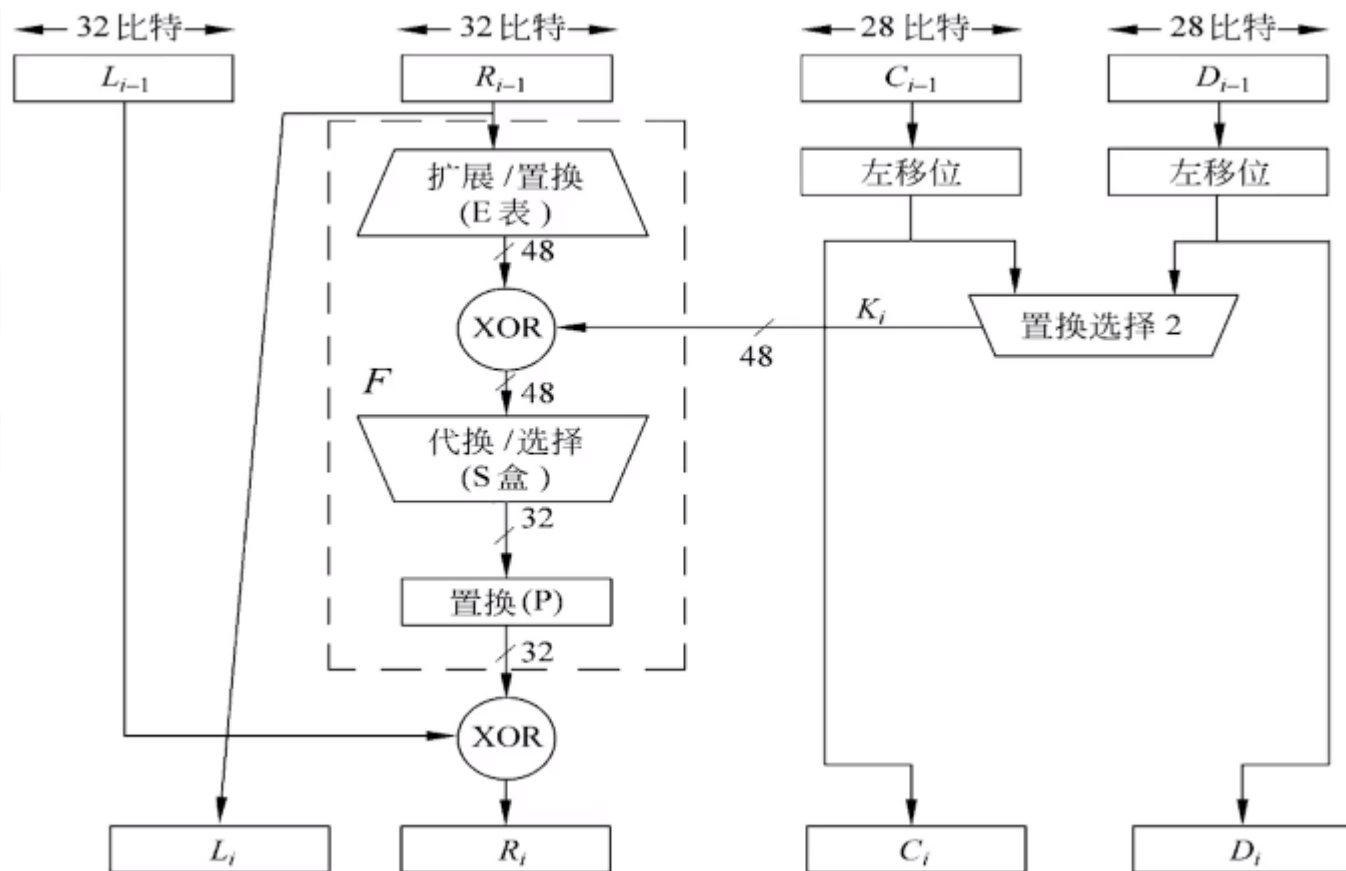 32比特
32比特
28比特
28比特
L_{i-1}
R_{i-1}
C_{i-1}
D_{i-1}
扩展/置换
(E表)
左移位
左移位
48
XOR
K_i
置换选择2
48
F
48
代换/选择
(S盒)
32
置换(P)
32
XOR
L_i
R_i
C_i
D_i